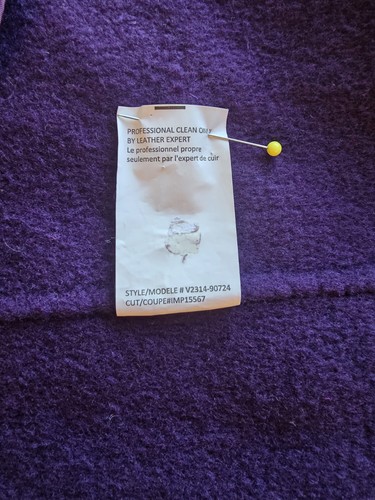 PROFESSIONAL CLEAN ONLY
BY LEATHER EXPERT
Le professionnel propre
seulement par l'expert de cuir
STYLE/MODELE # V2314-90724
CUT/COUPE#IMP15567